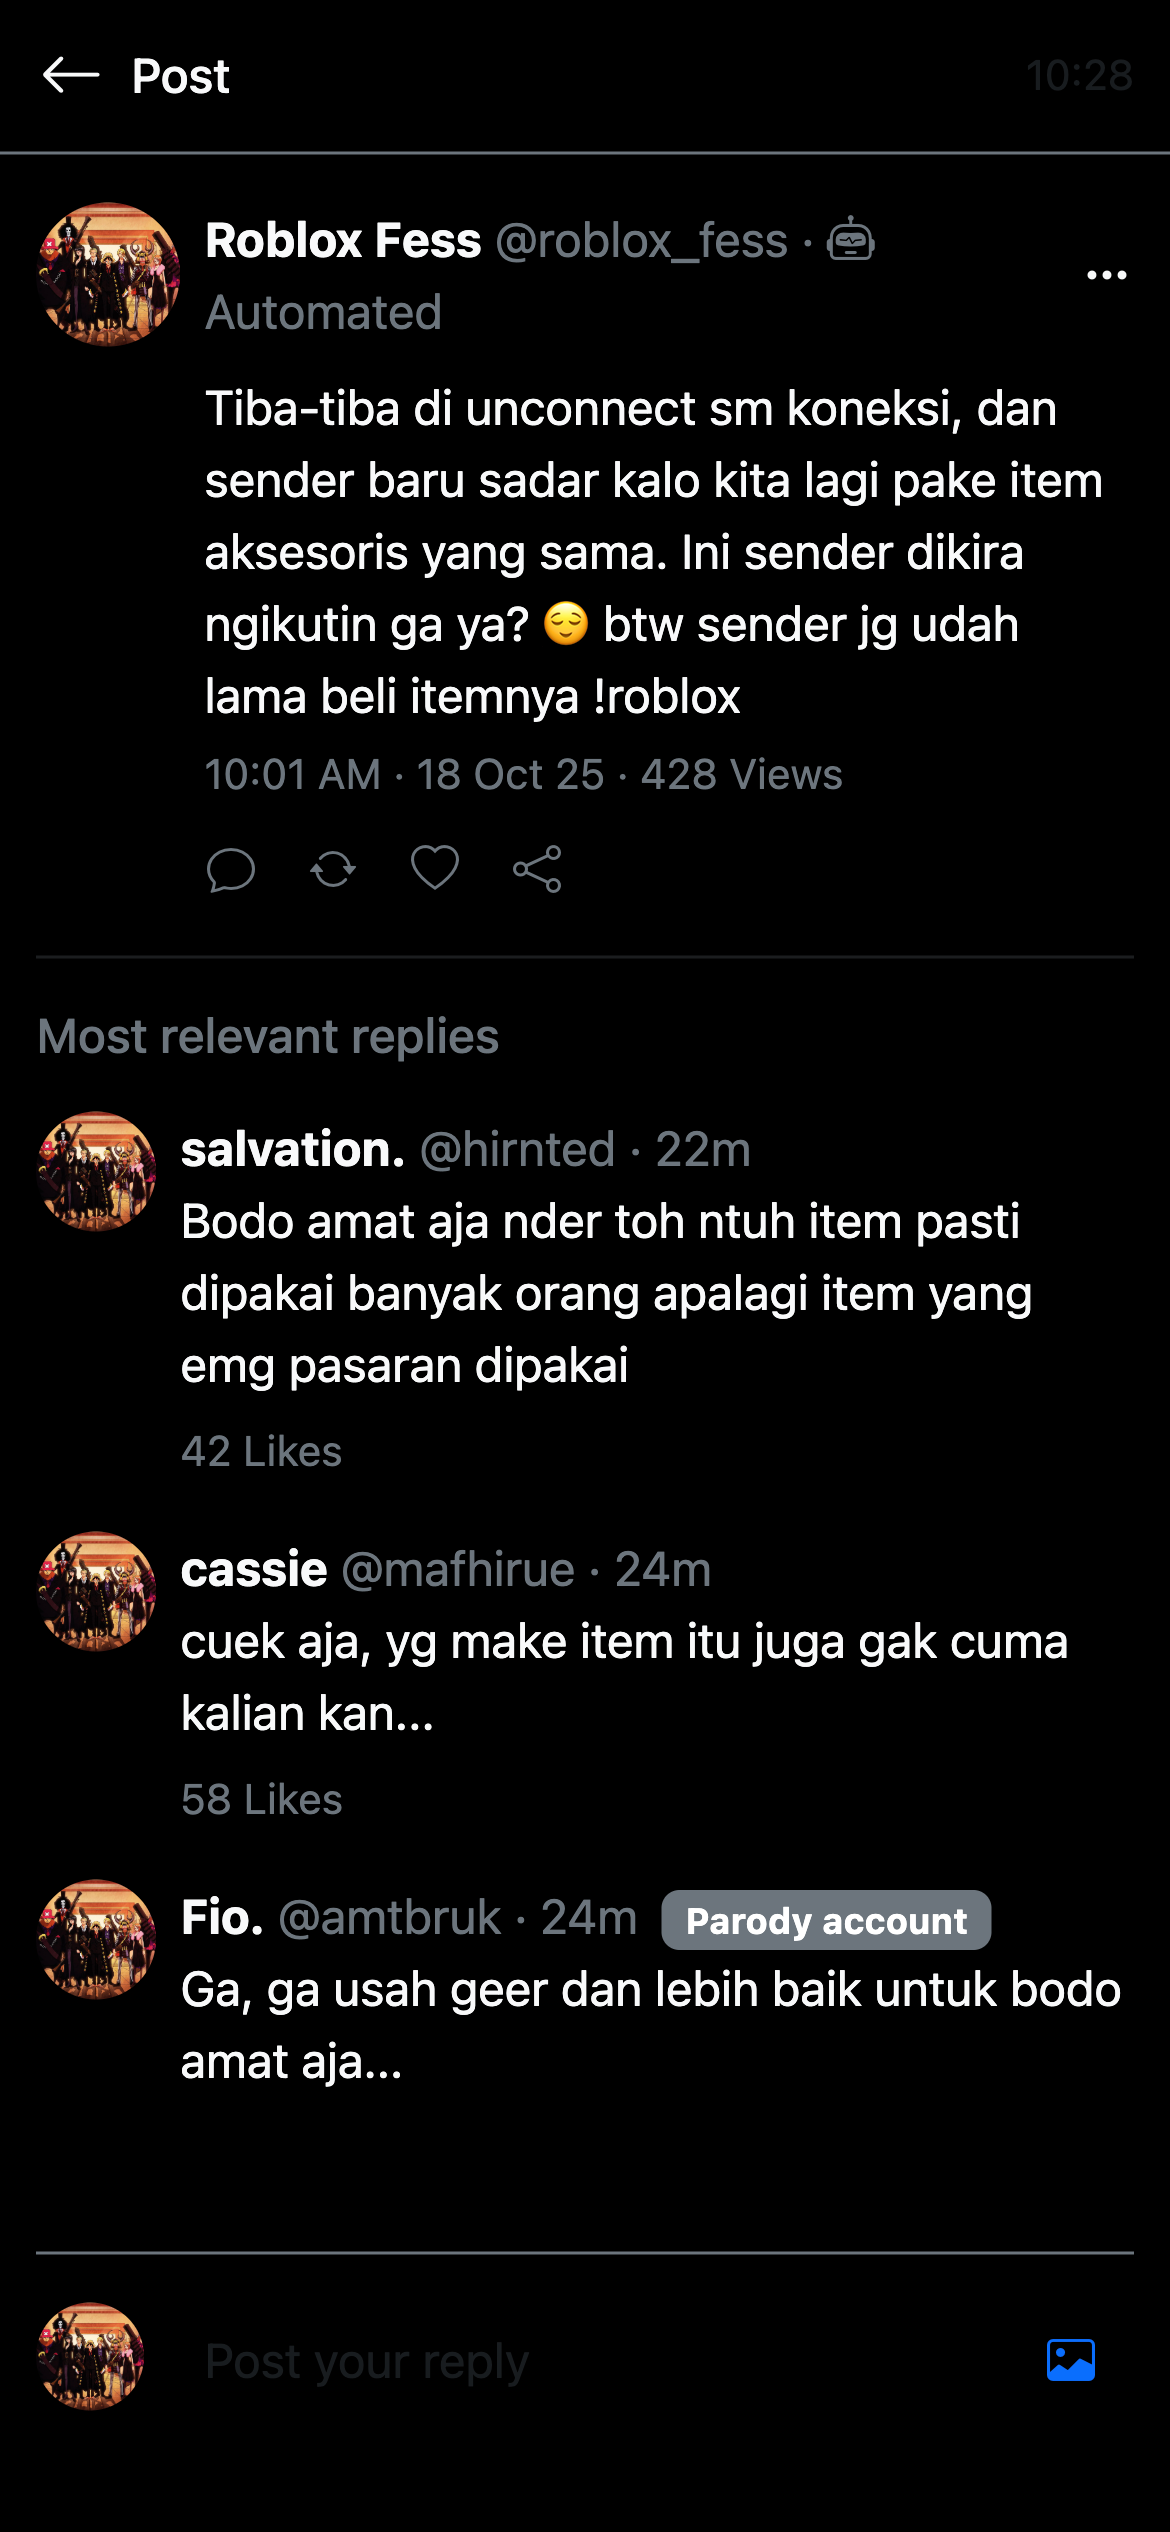 Post
10:28
Roblox Fess @roblox_fess ·
Automated
Tiba-tiba di unconnect sm koneksi, dan
sender baru sadar kalo kita lagi pake item
aksesoris yang sama. Ini sender dikira
ngikutin ga ya? 😌 btw sender jg udah
lama beli itemnya !roblox
10:01 AM · 18 Oct 25 · 428 Views
Most relevant replies
salvation. @hirnted · 22m
Bodo amat aja nder toh ntuh item pasti
dipakai banyak orang apalagi item yang
emg pasaran dipakai
42 Likes
cassie @mafhirue · 24m
cuek aja, yg make item itu juga gak cuma
kalian kan...
58 Likes
Fio. @amtbruk · 24m Parody account
Ga, ga usah geer dan lebih baik untuk bodo
amat aja...
Post your reply